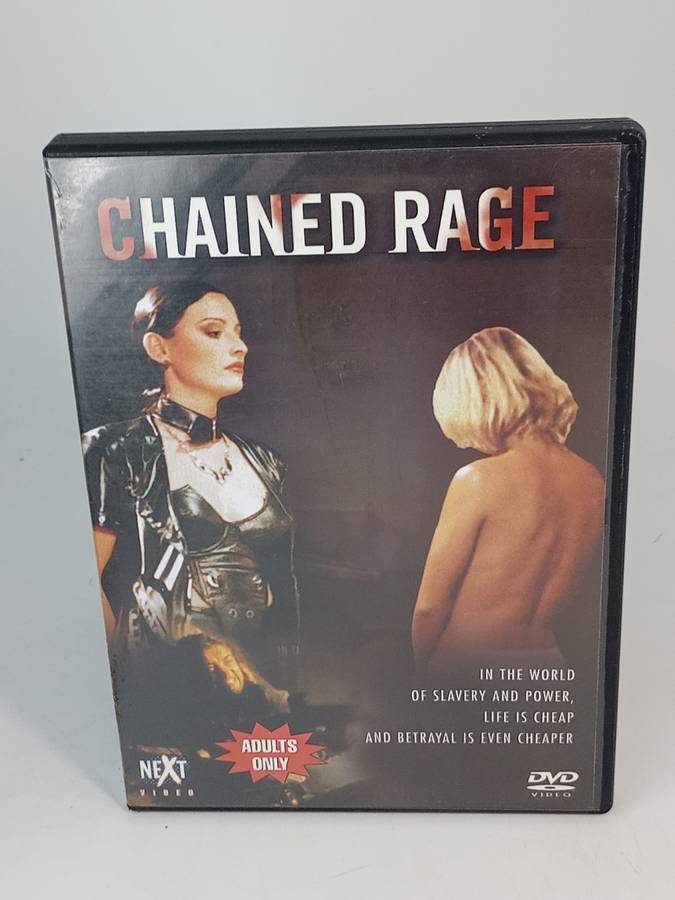 CHAINED RAGE
IN THE WORLD
OF SLAVERY AND POWER,
LIFE IS CHEAP
AND BETRAYAL IS EVEN CHEAPER
ADULTS
ONLY
NEXT
VIDEO
DVD
VIDEO